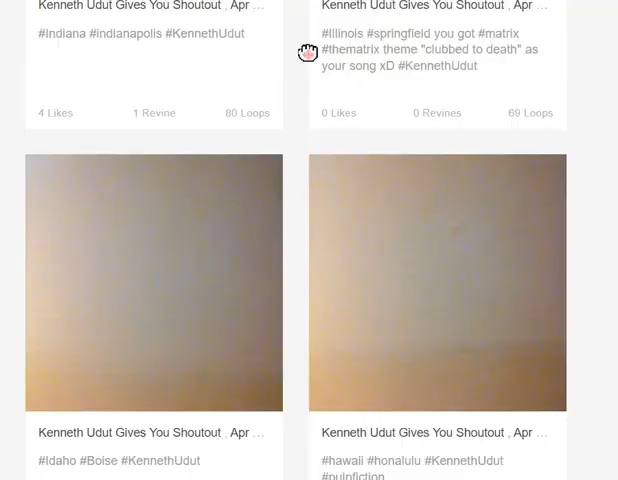 Kenneth Udut Gives You Shoutout , Apr ...
#Indiana #indianapolis #KennethUdut
4 Likes 1 Revine 80 Loops
Kenneth Udut Gives You Shoutout , Apr ...
#Illinois #springfield you got #matrix
#thematrix theme "clubbed to death" as
your song xD #KennethUdut
0 Likes 0 Revines 69 Loops
Kenneth Udut Gives You Shoutout , Apr ...
#Idaho #Boise #KennethUdut
Kenneth Udut Gives You Shoutout , Apr ...
#hawaii #honalulu #KennethUdut
#pulpfiction